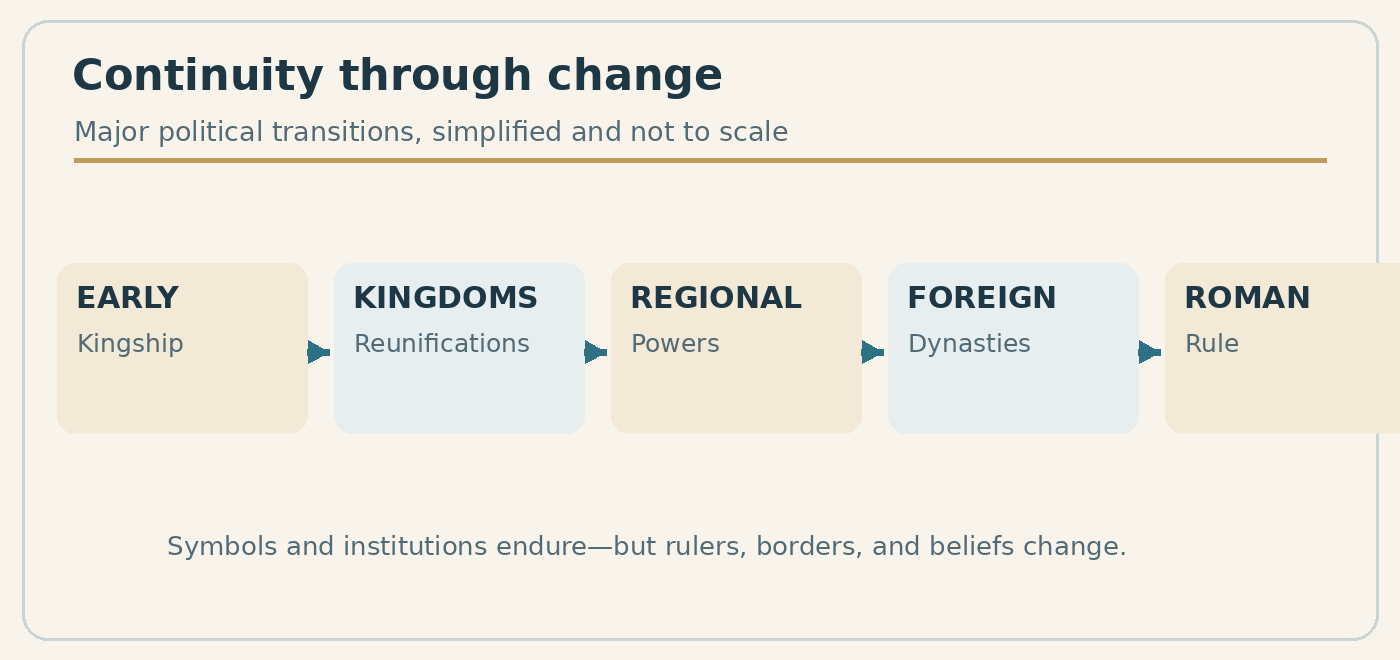 Continuity through change
Major political transitions, simplified and not to scale
EARLY
Kingship
KINGDOMS
Reunifications
REGIONAL
Powers
FOREIGN
Dynasties
ROMAN
Rule
Symbols and institutions endure—but rulers, borders, and beliefs change.